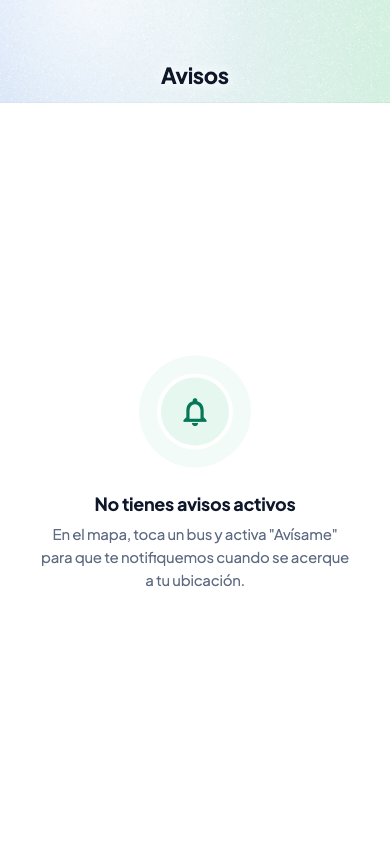 Avisos
No tienes avisos activos
En el mapa, toca un bus y activa "Avísame"
para que te notifiquemos cuando se acerque
a tu ubicación.